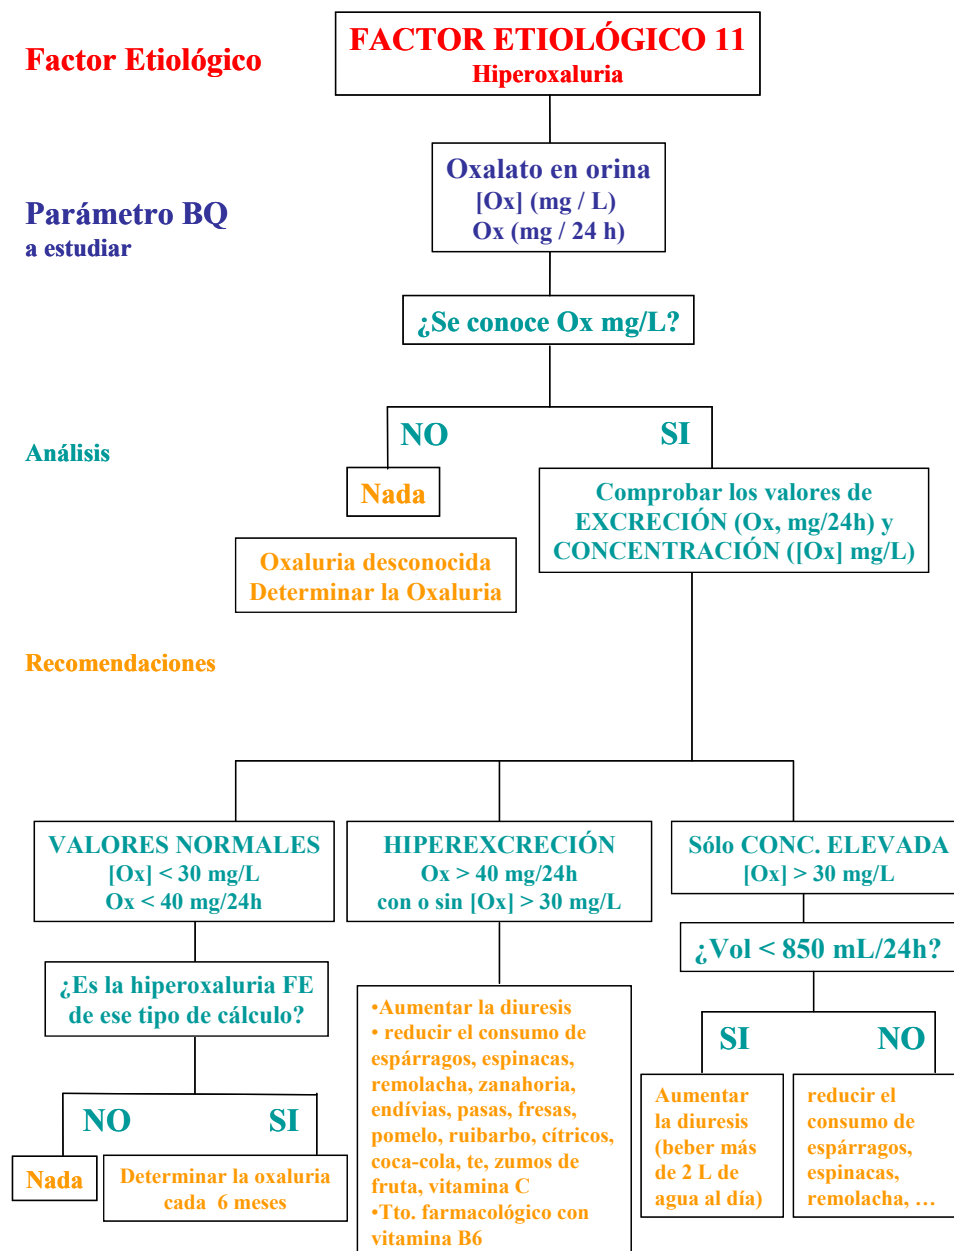 Factor Etiológico
FACTOR ETIOLÓGICO 11
Hiperoxaluria
Parámetro BQ
a estudiar
Oxalato en orina
[Ox] (mg / L)
Ox (mg / 24 h)
¿Se conoce Ox mg/L?
NO
SI
Análisis
Nada
Comprobar los valores de
EXCRECIÓN (Ox, mg/24h) y
CONCENTRACIÓN ([Ox] mg/L)
Oxaluria desconocida
Determinar la Oxaluria
Recomendaciones
VALORES NORMALES
[Ox] < 30 mg/L
Ox < 40 mg/24h
HIPEREXCRECIÓN
Ox > 40 mg/24h
con o sin [Ox] > 30 mg/L
Sólo CONC. ELEVADA
[Ox] > 30 mg/L
¿Vol < 850 mL/24h?
¿Es la hiperoxaluria FE
de ese tipo de cálculo?
NO
SI
Nada
Determinar la oxaluria
cada 6 meses
•Aumentar la diuresis
• reducir el consumo de
espárragos, espinacas,
remolacha, zanahoria,
endívias, pasas, fresas,
pomelo, ruibarbo, cítricos,
coca-cola, te, zumos de
fruta, vitamina C
•Tto. farmacológico con
vitamina B6
SI
NO
Aumentar
la diuresis
(beber más
de 2 L de
agua al día)
reducir el
consumo de
espárragos,
espinacas,
remolacha, …